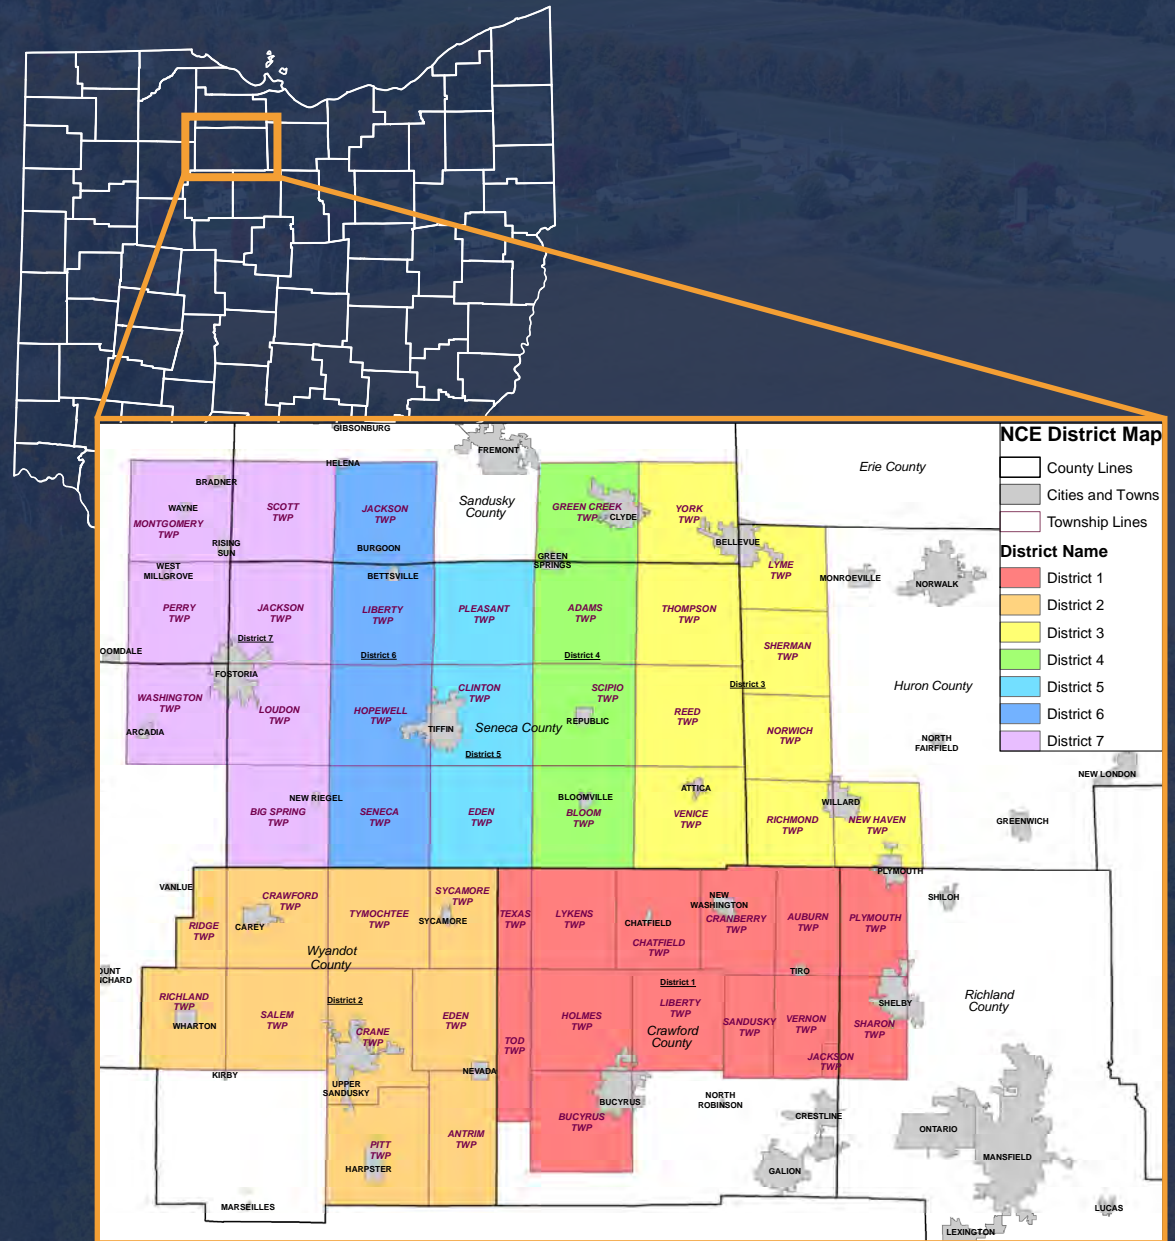 GIBSONBURG
FREMONT
NCE District Map
County Lines
Cities and Towns
Township Lines
District Name
District 1
District 2
District 3
District 4
District 5
District 6
District 7
HELENA
Erie County
BRADNER
Sandusky
County
WAYNE
MONTGOMERY
TWP
SCOTT
TWP
JACKSON
TWP
GREEN CREEK
TWP
CLYDE
YORK
TWP
RISING
SUN
BURGOON
BELLEVUE
WEST
MILLGROVE
BETTSVILLE
GREEN
SPRINGS
LYME
TWP
MONROEVILLE
NORWALK
PERRY
TWP
JACKSON
TWP
LIBERTY
TWP
PLEASANT
TWP
ADAMS
TWP
THOMPSON
TWP
District 7
SHERMAN
TWP
OOMDALE
District 6
District 4
FOSTORIA
District 3
Huron County
WASHINGTON
TWP
CLINTON
TWP
SCIPIO
TWP
LOUDON
TWP
HOPEWELL
TWP
REED
TWP
ARCADIA
TIFFIN
Seneca County
REPUBLIC
NORWICH
TWP
NORTH
FAIRFIELD
District 5
NEW LONDON
NEW RIEGEL
BLOOMVILLE
ATTICA
WILLARD
BIG SPRING
TWP
SENECA
TWP
EDEN
TWP
BLOOM
TWP
VENICE
TWP
RICHMOND
TWP
NEW HAVEN
TWP
GREENWICH
PLYMOUTH
VANLUE
CRAWFORD
TWP
SYCAMORE
TWP
NEW
WASHINGTON
SHILOH
RIDGE
TWP
CAREY
TYMOCHTEE
TWP
SYCAMORE
TEXAS
TWP
LYKENS
TWP
CHATFIELD
CRANBERRY
TWP
AUBURN
TWP
PLYMOUTH
TWP
CHATFIELD
TWP
Wyandot
County
OUNT
NCHARD
TIRO
District 1
RICHLAND
TWP
District 2
LIBERTY
TWP
SHELBY
Richland
County
WHARTON
SALEM
TWP
CRANE
TWP
EDEN
TWP
HOLMES
TWP
SANDUSKY
TWP
VERNON
TWP
SHARON
TWP
Crawford
County
TOD
TWP
JACKSON
TWP
KIRBY
UPPER
SANDUSKY
NEVADA
BUCYRUS
NORTH
ROBINSON
BUCYRUS
TWP
CRESTLINE
ONTARIO
ANTRIM
TWP
PITT
TWP
HARPSTER
MANSFIELD
GALION
MARSEILLES
LUCAS
LEXINGTON